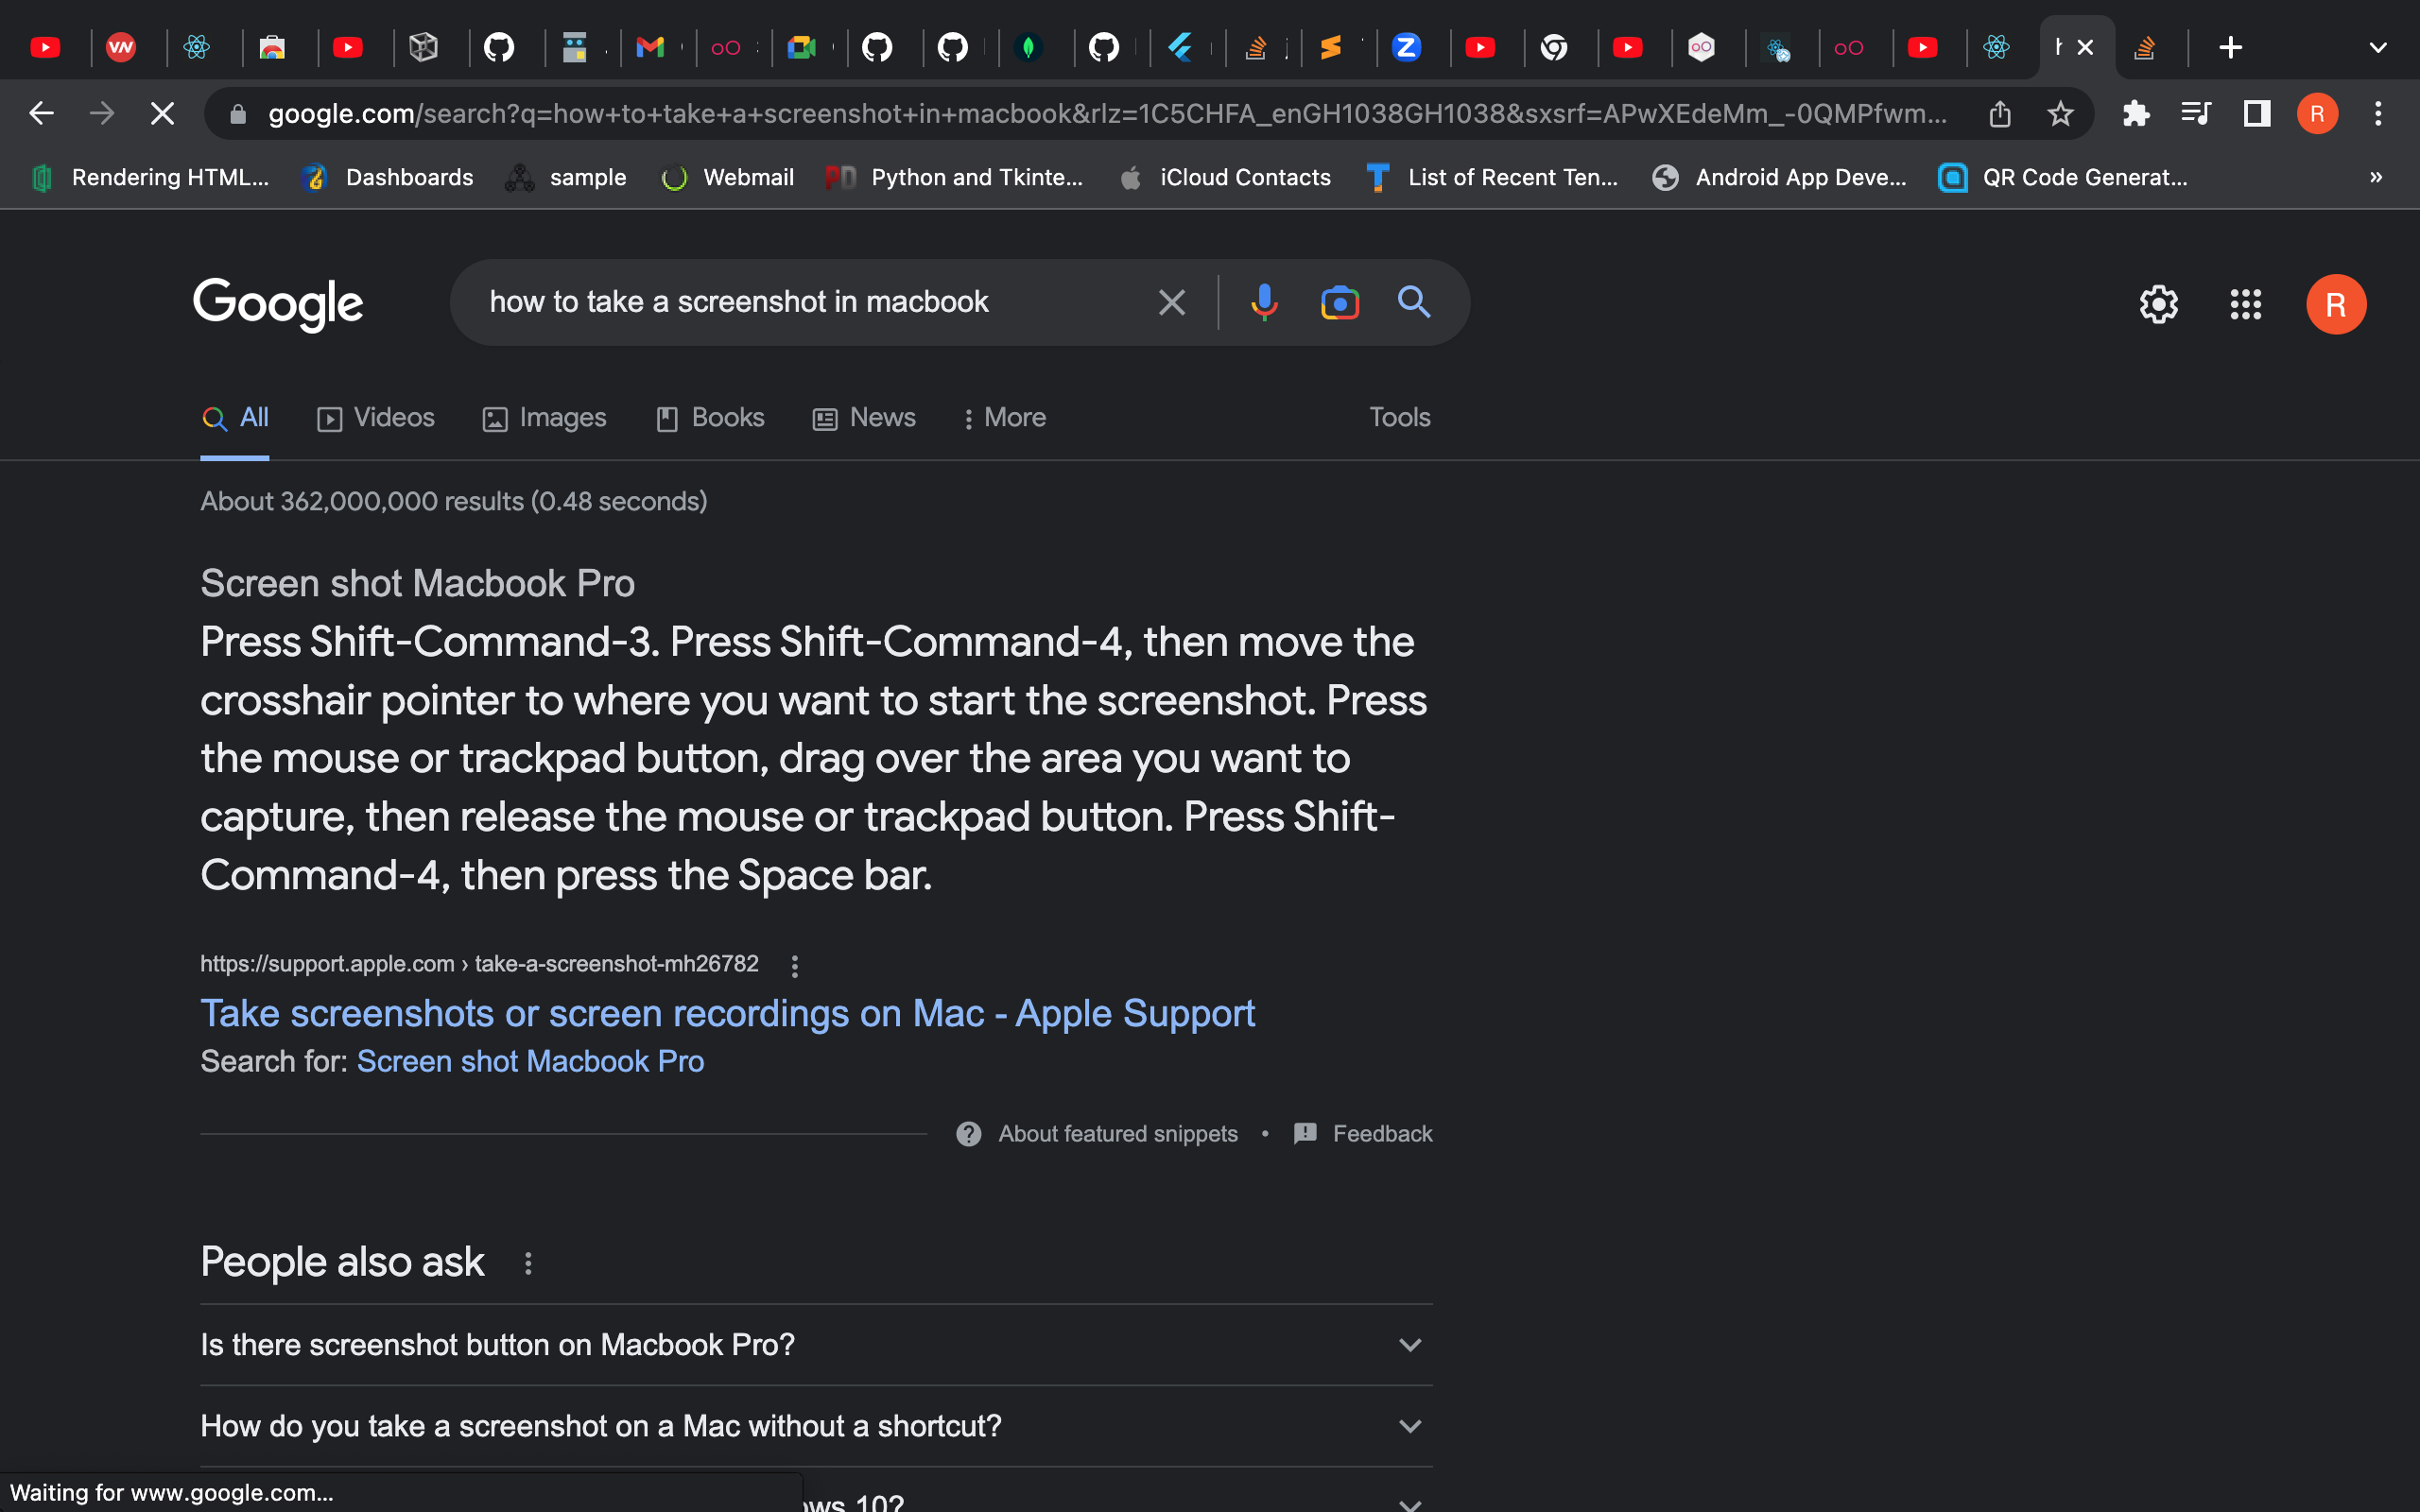 google.com/search?q=how+to+take+a+screenshot+in+macbook&rlz=1C5CHFA_enGH1038GH1038&sxsrf=APwXEdeMm_-0QMPfwm...
R
Rendering HTML...
Dashboards
sample
Webmail
Python and Tkinte...
iCloud Contacts
List of Recent Ten...
Android App Deve...
QR Code Generat...
»
Google
how to take a screenshot in macbook
R
All
Videos
Images
Books
News
More
Tools
About 362,000,000 results (0.48 seconds)
Screen shot Macbook Pro
Press Shift-Command-3. Press Shift-Command-4, then move the
crosshair pointer to where you want to start the screenshot. Press
the mouse or trackpad button, drag over the area you want to
capture, then release the mouse or trackpad button. Press Shift-
Command-4, then press the Space bar.
https://support.apple.com › take-a-screenshot-mh26782
Take screenshots or screen recordings on Mac - Apple Support
Search for: Screen shot Macbook Pro
About featured snippets • Feedback
People also ask
Is there screenshot button on Macbook Pro?
How do you take a screenshot on a Mac without a shortcut?
10?
Waiting for www.google.com...